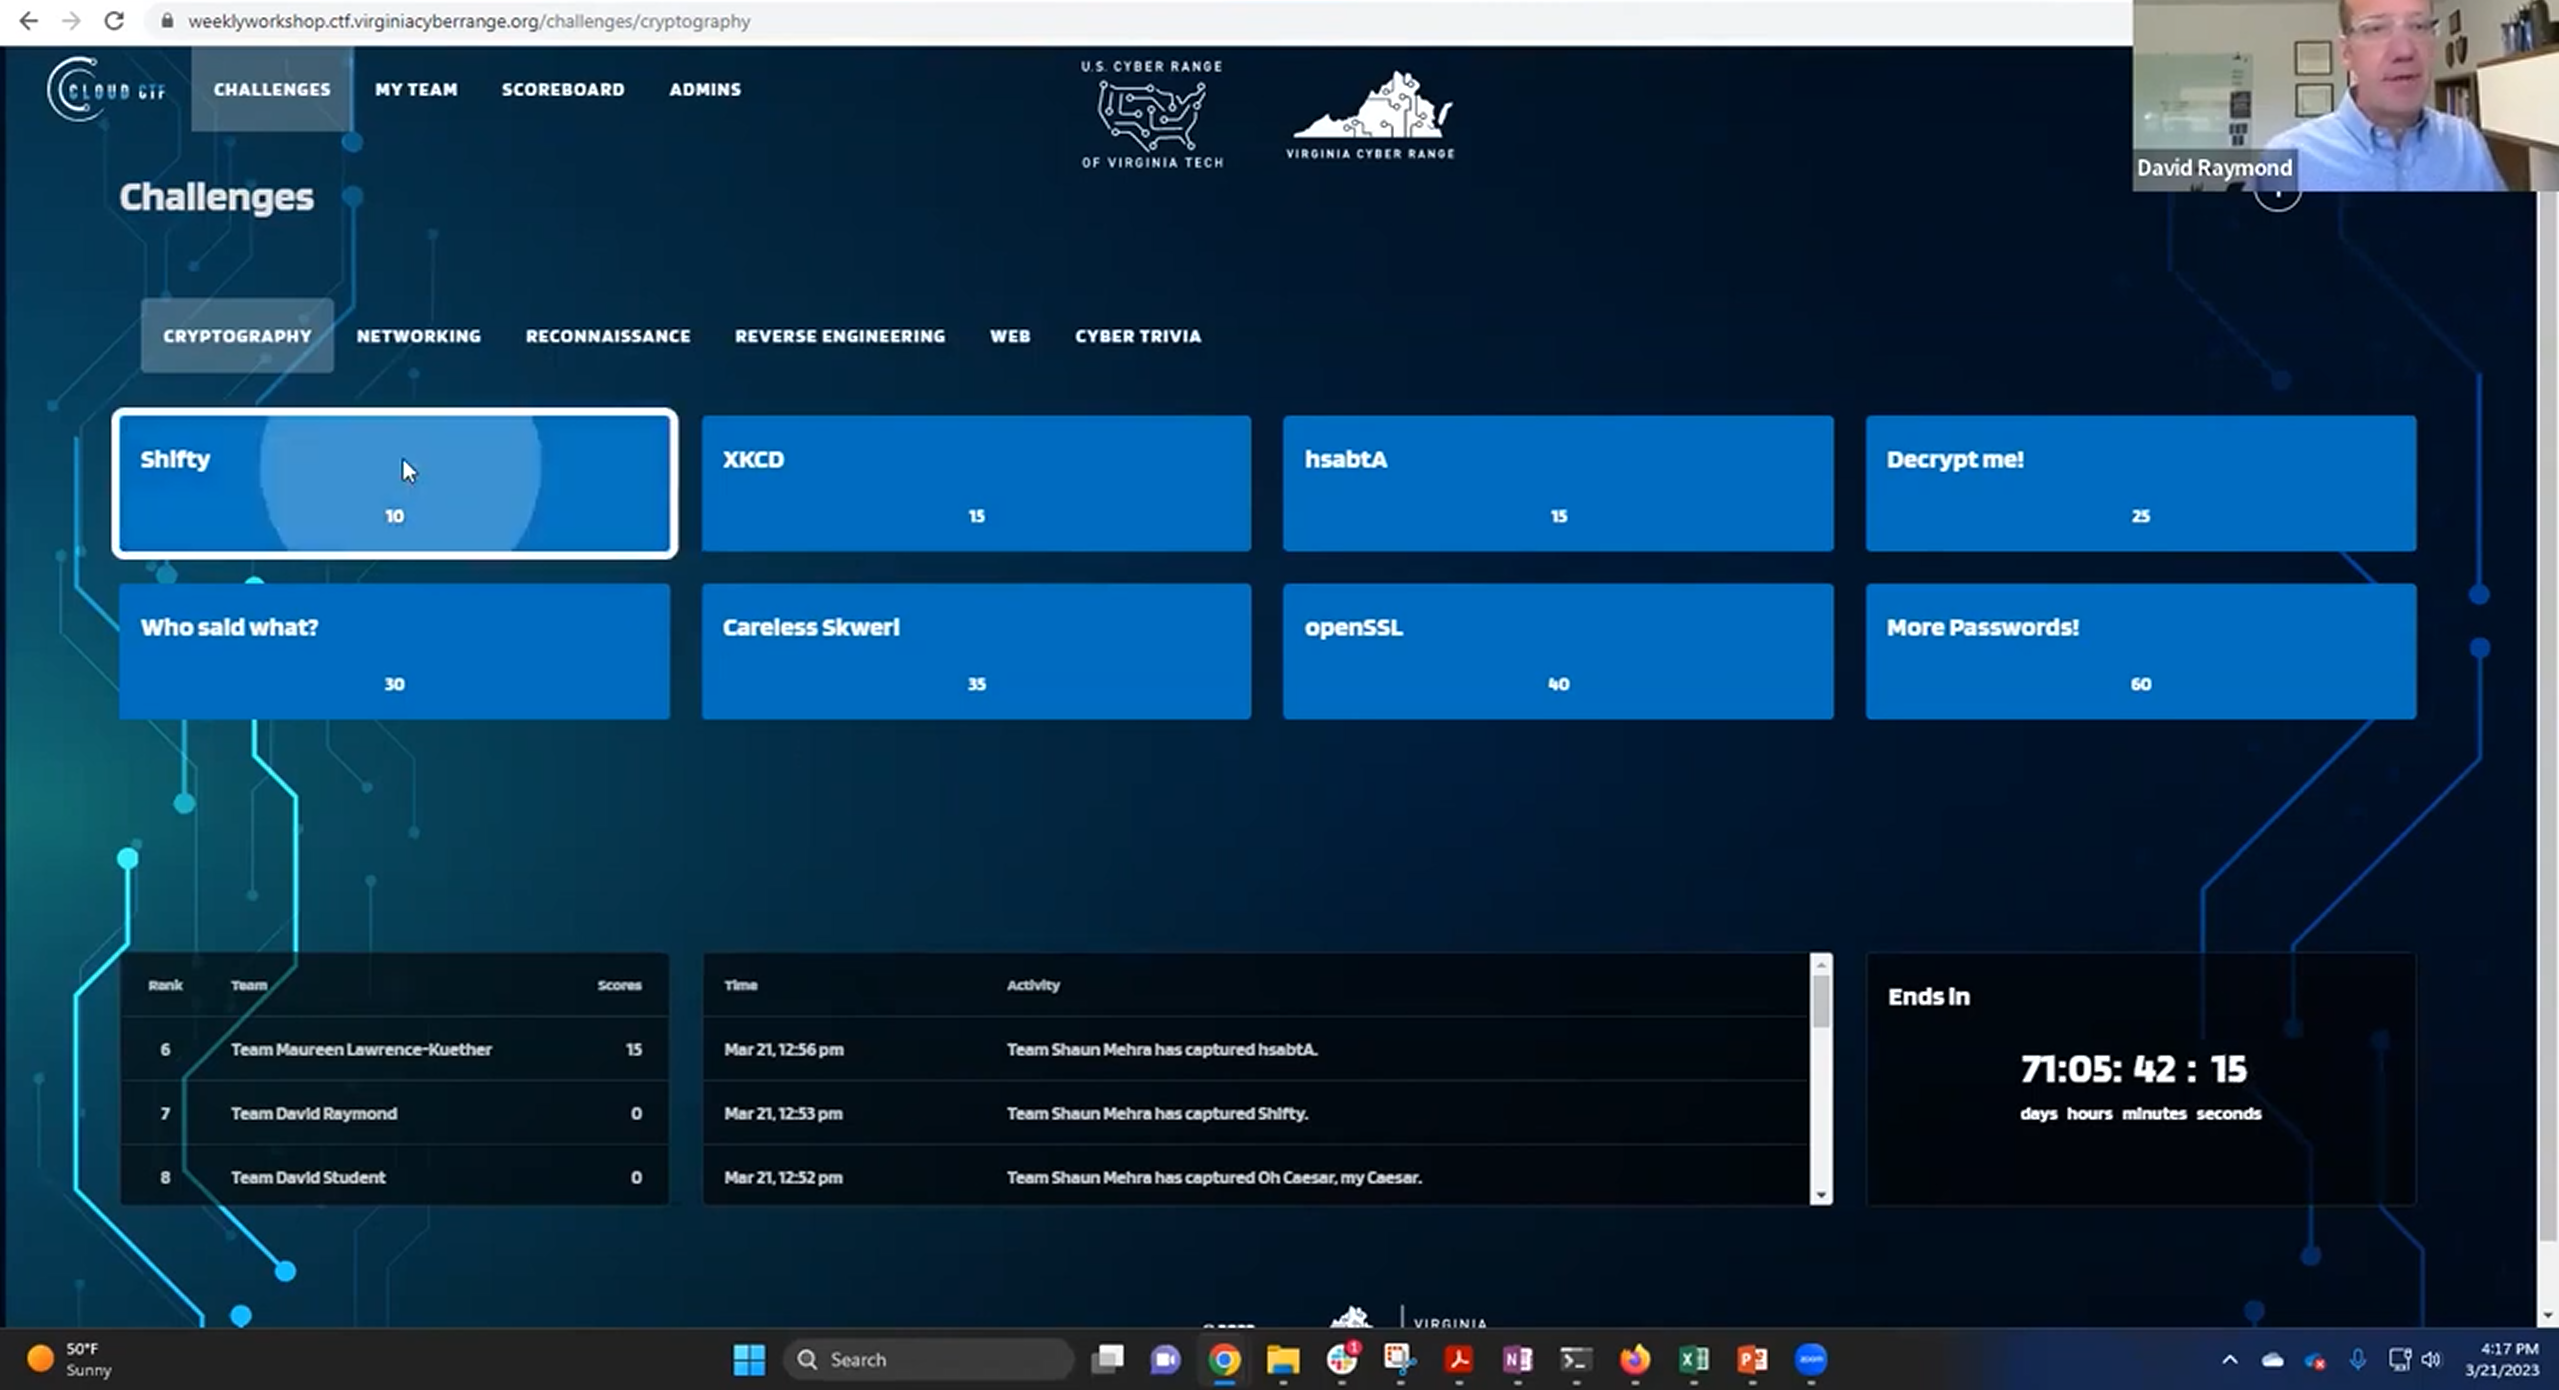 weeklyworkshop.ctf.virginiacyberrange.org/challenges/cryptography
CLOUD CTF
CHALLENGES
MY TEAM
SCOREBOARD
ADMINS
U.S. CYBER RANGE
OF VIRGINIA TECH
VIRGINIA CYBER RANGE
David Raymond
Challenges
CRYPTOGRAPHY
NETWORKING
RECONNAISSANCE
REVERSE ENGINEERING
WEB
CYBER TRIVIA
Shifty
10
XKCD
15
hsabtA
15
Decrypt me!
25
Who said what?
30
Careless Skwerl
35
openSSL
40
More Passwords!
60
Rank Team Scores
6 Team Maureen Lawrence-Kuether 15
7 Team David Raymond 0
8 Team David Student 0
Time Activity
Mar 21, 12:56 pm Team Shaun Mehra has captured hsabtA.
Mar 21, 12:53 pm Team Shaun Mehra has captured Shifty.
Mar 21, 12:52 pm Team Shaun Mehra has captured Oh Caesar, my Caesar.
Ends in
71:05: 42 : 15
days hours minutes seconds
VIRGINIA
50°F
Sunny
Search
1
zoom
4:17 PM
3/21/2023